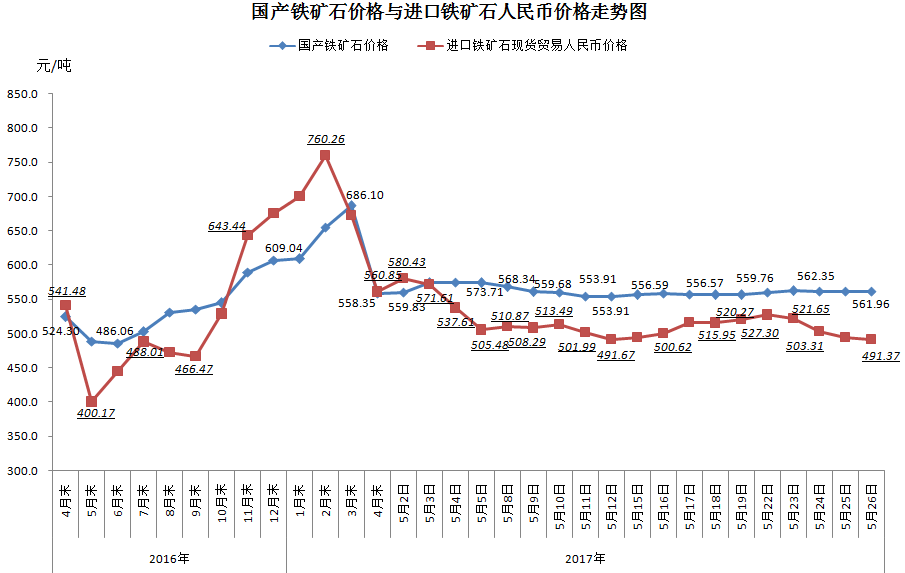 国产铁矿石价格与进口铁矿石人民币价格走势图
国产铁矿石价格 进口铁矿石现货贸易人民币价格
元/吨
850.0
800.0
750.0
700.0
650.0
600.0
550.0
500.0
450.0
400.0
350.0
300.0
541.48
524.30
400.17
486.06
488.01
466.47
643.44
609.04
760.26
686.10
558.35
560.85
580.43
559.83
571.61
537.61
573.71
505.48
568.34
510.87
508.29
559.68
513.49
553.91
501.99
553.91
491.67
556.59
500.62
556.57
515.95
520.27
559.76
527.30
562.35
521.65
503.31
561.96
491.37
4月末
5月末
6月末
7月末
8月末
9月末
10月末
11月末
12月末
1月末
2月末
3月末
4月末
5月2日
5月3日
5月4日
5月5日
5月8日
5月9日
5月10日
5月11日
5月12日
5月15日
5月16日
5月17日
5月18日
5月19日
5月22日
5月23日
5月24日
5月25日
5月26日
2016年 2017年